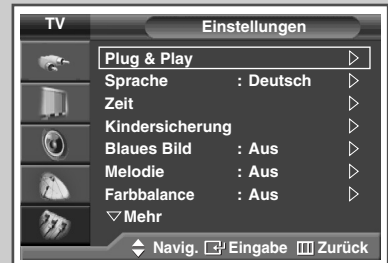 TV Einstellungen
Plug & Play
Sprache : Deutsch
Zeit
Kindersicherung
Blaues Bild : Aus
Melodie : Aus
Farbbalance : Aus
Mehr
Navig. Eingabe Zurück